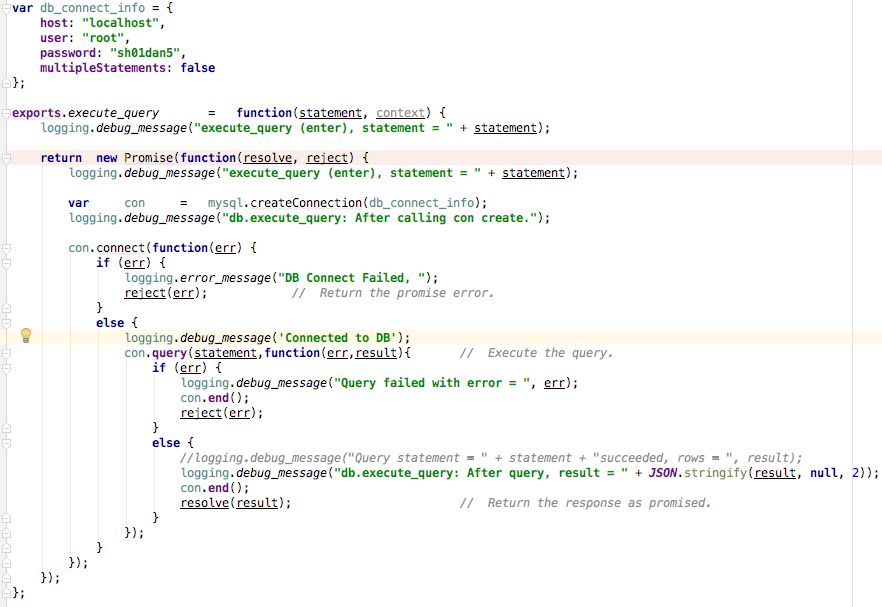 var db_connect_info = {
    host: "localhost",
    user: "root",
    password: "sh01dan5",
    multipleStatements: false
};

exports.execute_query       =   function(statement, context) {
    logging.debug_message("execute_query (enter), statement = " + statement);

    return  new Promise(function(resolve, reject) {
        logging.debug_message("execute_query (enter), statement = " + statement);

        var     con     =   mysql.createConnection(db_connect_info);
        logging.debug_message("db.execute_query: After calling con create.");

        con.connect(function(err) {
            if (err) {
                logging.error_message("DB Connect Failed, ");
                reject(err);            //  Return the promise error.
            }
            else {
                logging.debug_message('Connected to DB');
                con.query(statement,function(err,result){       //  Execute the query.
                    if (err) {
                        logging.debug_message("Query failed with error = ", err);
                        con.end();
                        reject(err);
                    }
                    else {
                        //logging.debug_message("Query statement = " + statement + "succeeded, rows = ", result);
                        logging.debug_message("db.execute_query: After query, result = " + JSON.stringify(result, null, 2));
                        con.end();
                        resolve(result);                        //  Return the response as promised.
                    }
                });
            }
        });
    });
};